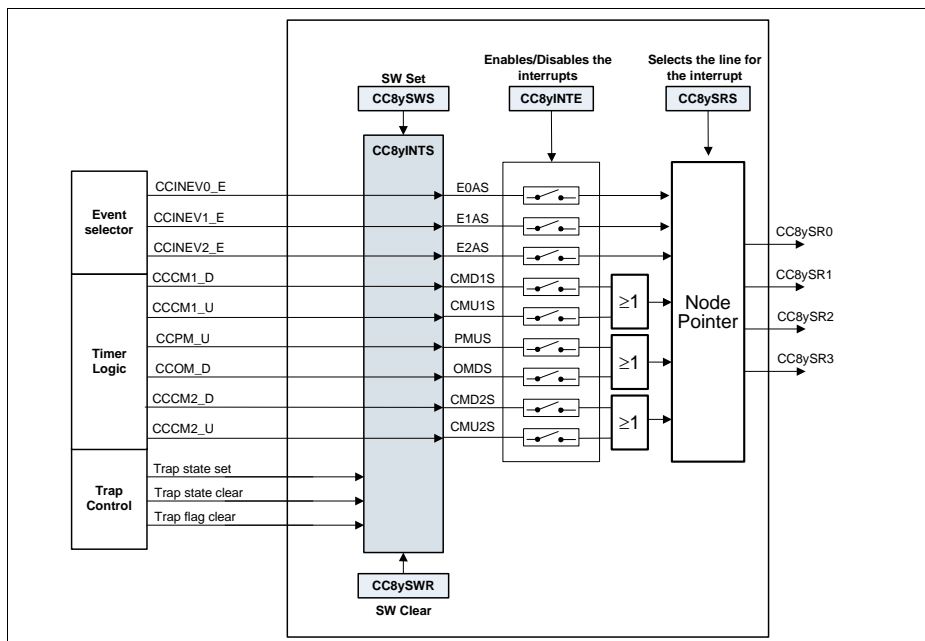 Enables/Disables the
interrupts
Selects the line for
the interrupt
SW Set
CC8ySWS
CC8yINTE
CC8ySRS
CC8yINTS
Event
selector
CCINEV0_E
E0AS
CCINEV1_E
E1AS
CCINEV2_E
E2AS
Timer
Logic
CCCM1_D
CMD1S
CCCM1_U
CMU1S
≥1
CCPM_U
PMUS
CCOM_D
OMDS
≥1
CCCM2_D
CMD2S
CCCM2_U
CMU2S
≥1
Node
Pointer
CC8ySR0
CC8ySR1
CC8ySR2
CC8ySR3
Trap
Control
Trap state set
Trap state clear
Trap flag clear
CC8ySWR
SW Clear